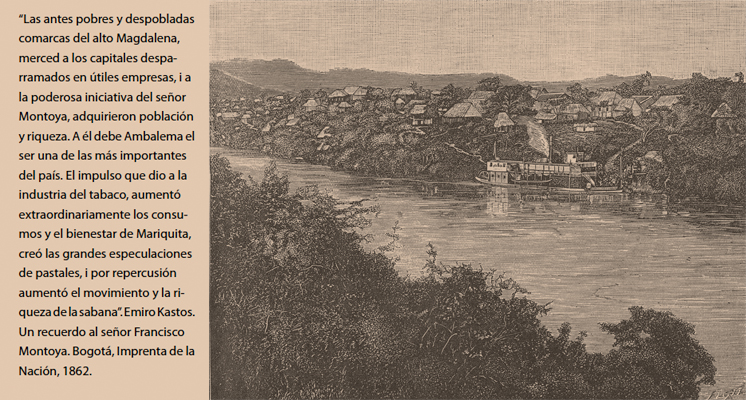 “Las antes pobres y despobladas
comarcas del alto Magdalena,
merced a los capitales despa-
rramados en útiles empresas, i a
la poderosa iniciativa del señor
Montoya, adquirieron población
y riqueza. A él debe Ambalema el
ser una de las más importantes
del país. El impulso que dio a la
industria del tabaco, aumentó
extraordinariamente los consu-
mos y el bienestar de Mariquita,
creó las grandes especulaciones
de pastales, i por repercusión
aumentó el movimiento y la ri-
queza de la sabana”. Emiro Kastos.
Un recuerdo al señor Francisco
Montoya. Bogotá, Imprenta de la
Nación, 1862.